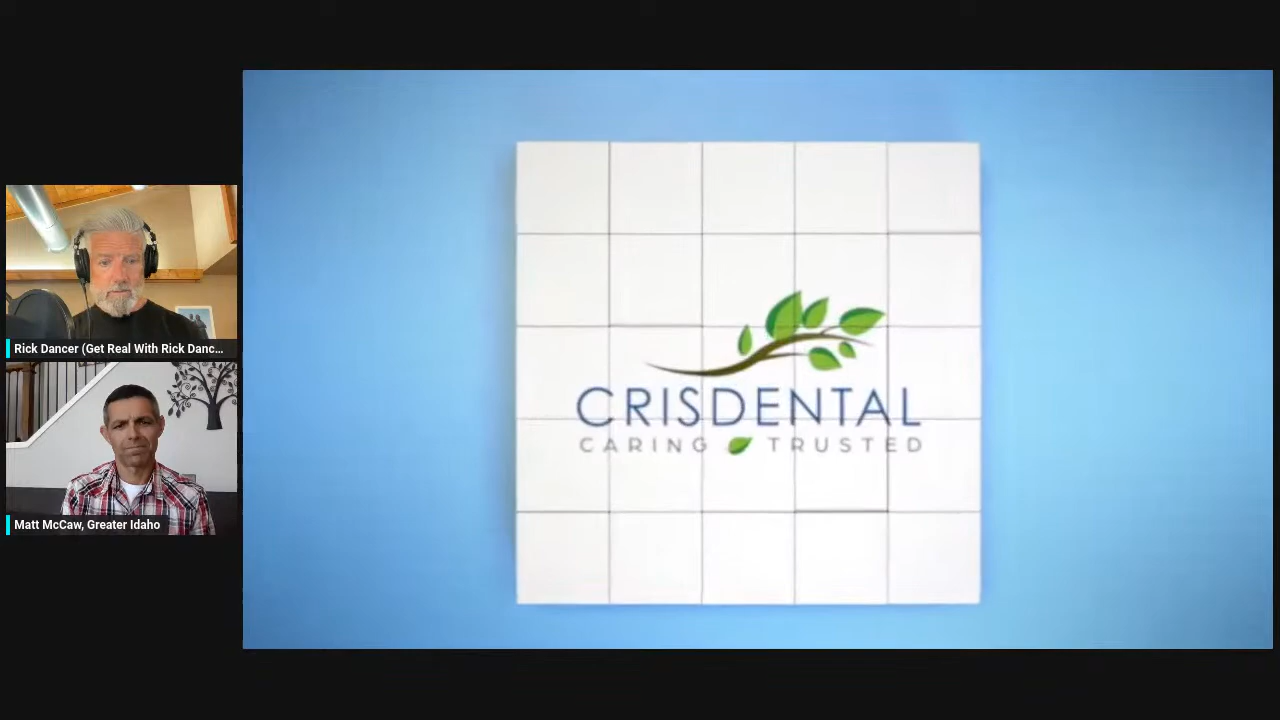 Rick Dancer (Get Real With Rick Danc...
Matt McCaw, Greater Idaho
CRISDENTAL
CARING TRUSTED